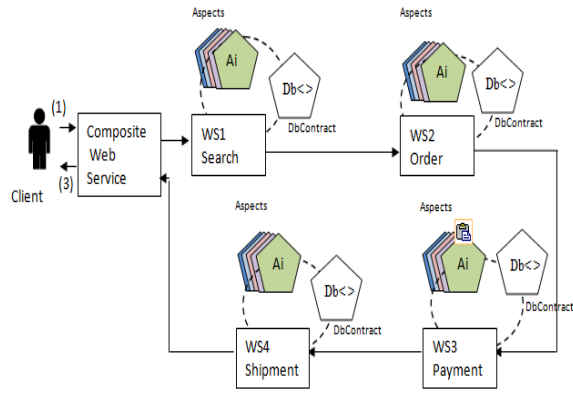 Aspects
Aspects
Ai
Db<>
DbContract
Ai
Db<>
DbContract
(1)
Composite
Web
Service
WS1
Search
WS2
Order
(3)
Client
Aspects
Aspects
Ai
Db<>
DbContract
Ai
Db<>
DbContract
WS4
Shipment
WS3
Payment